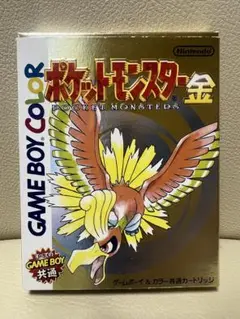 Nintendo
ポケットモンスター金
POCKET MONSTERS
GAME BOY COLOR
GAME BOY
共通
ゲームボーイ&カラー共通カートリッジ